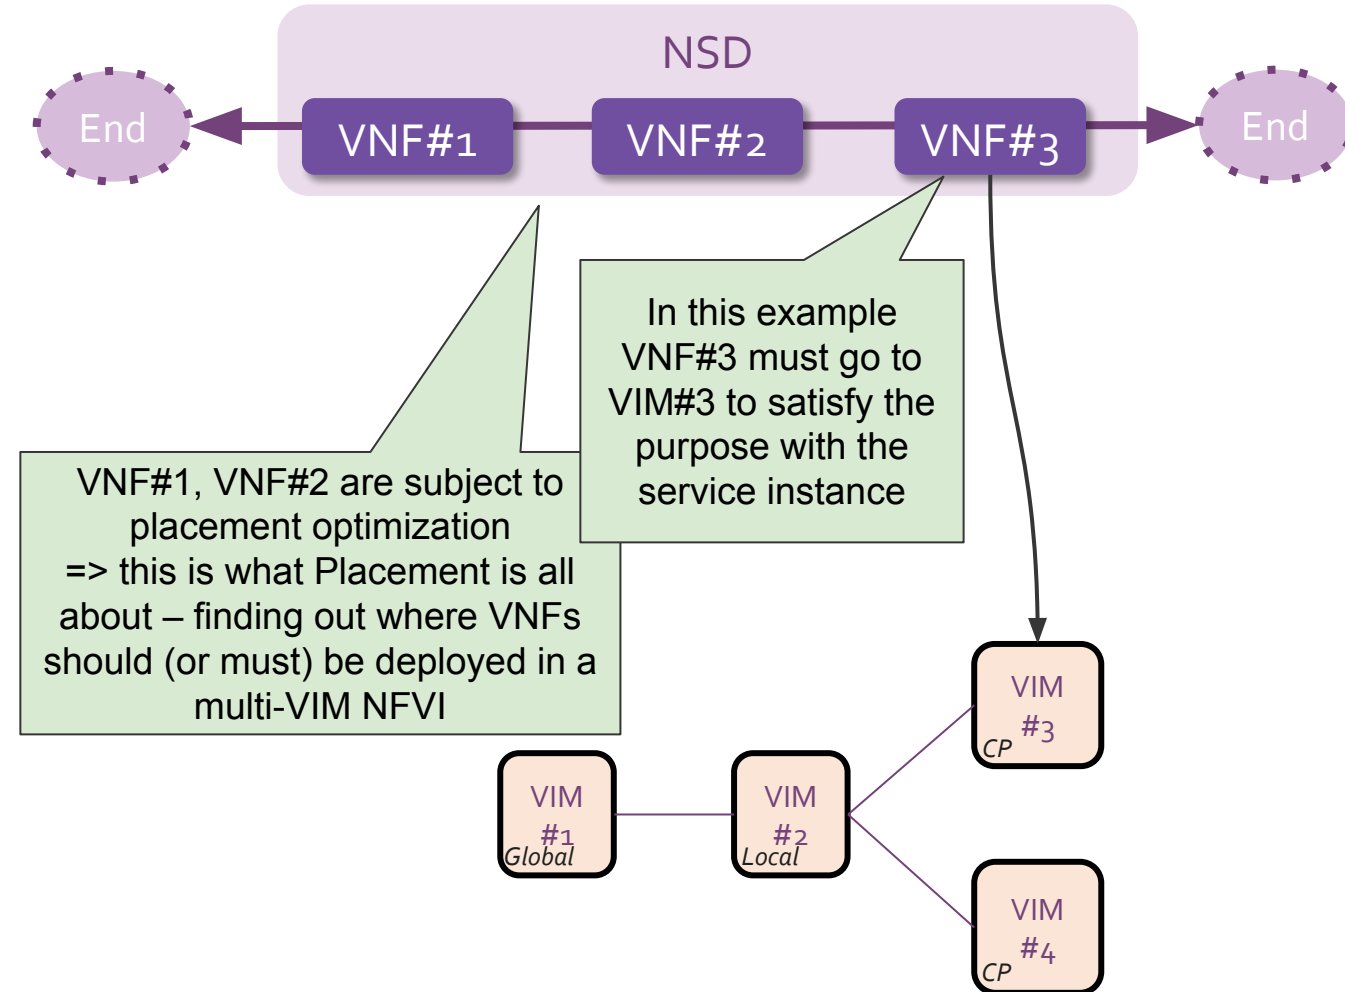 NSD
End
VNF#1
VNF#2
VNF#3
End
In this example
VNF#3 must go to
VIM#3 to satisfy the
purpose with the
service instance
VNF#1, VNF#2 are subject to
placement optimization
=> this is what Placement is all
about – finding out where VNFs
should (or must) be deployed in a
multi-VIM NFVI
VIM
#3
CP
VIM
#1
Global
VIM
#2
Local
VIM
#4
CP